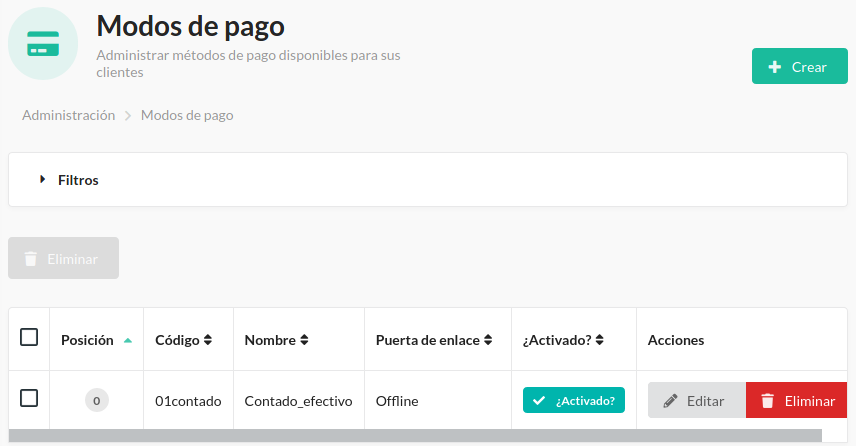 Modos de pago
Administrar métodos de pago disponibles para sus
clientes
Crear
Administración > Modos de pago
Filtros
Eliminar
Posición Código Nombre Puerta de enlace ¿Activado? Acciones
0 01contado Contado_efectivo Offline ¿Activado? Editar Eliminar